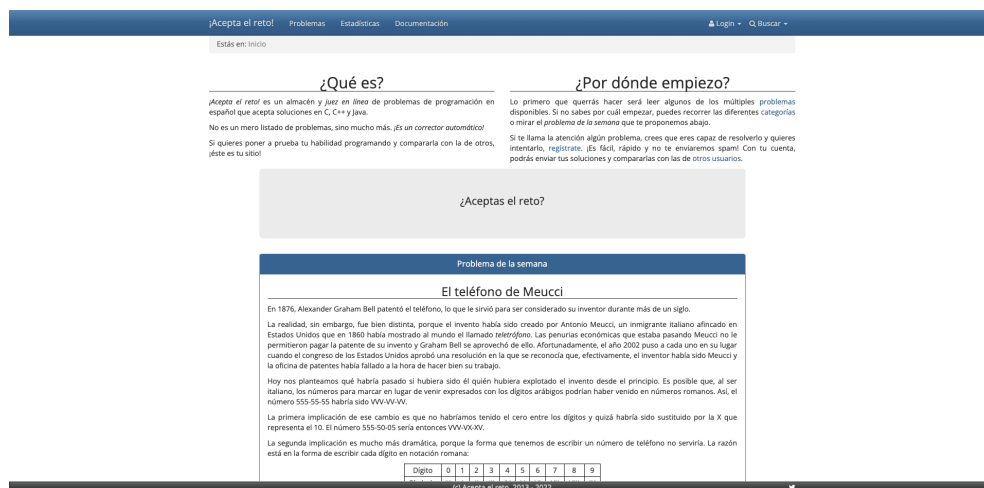 ¡Acepta el reto! Problemas Estadísticas Documentación Login Buscar
Estás en: Inicio
¿Qué es?
¡Acepta el reto! es un almacén y juez en línea de problemas de programación en
español que acepta soluciones en C, C++ y Java.
No es un mero listado de problemas, sino mucho más. ¡Es un corrector automático!
Si quieres poner a prueba tu habilidad programando y compararla con la de otros,
¡éste es tu sitio!
¿Por dónde empiezo?
Lo primero que querrás hacer será leer algunos de los múltiples problemas
disponibles. Si no sabes por cuál empezar, puedes recorrer las diferentes categorías
o mirar el problema de la semana que te proponemos abajo.
Si te llama la atención algún problema, crees que eres capaz de resolverlo y quieres
intentarlo, regístrate. ¡Es fácil, rápido y no te enviaremos spam! Con tu cuenta,
podrás enviar tus soluciones y compararlas con las de otros usuarios.
¿Aceptas el reto?
Problema de la semana
El teléfono de Meucci
En 1876, Alexander Graham Bell patentó el teléfono, lo que le sirvió para ser considerado su inventor durante más de un siglo.
La realidad, sin embargo, fue bien distinta, porque el invento había sido creado por Antonio Meucci, un inmigrante italiano afincado en
Estados Unidos que en 1860 había mostrado al mundo el llamado teletrófono. Las penurias económicas que estaba pasando Meucci no le
permitieron pagar la patente de su invento y Graham Bell se aprovechó de ello. Afortunadamente, el año 2002 puso a cada uno en su lugar
cuando el congreso de los Estados Unidos aprobó una resolución en la que se reconocía que, efectivamente, el inventor había sido Meucci y
la oficina de patentes había fallado a la hora de hacer bien su trabajo.
Hoy nos planteamos qué habría pasado si hubiera sido él quién hubiera explotado el invento desde el principio. Es posible que, al ser
italiano, los números para marcar en lugar de venir expresados con los dígitos arábigos podrían haber venido en números romanos. Así, el
número 555-55-55 habría sido VVV-VV-VV.
La primera implicación de ese cambio es que no habríamos tenido el cero entre los dígitos y quizá habría sido sustituido por la X que
representa el 10. El número 555-50-05 sería entonces VVV-VX-XV.
La segunda implicación es mucho más dramática, porque la forma que tenemos de escribir un número de teléfono no serviría. La razón
está en la forma de escribir cada dígito en notación romana:
Dígito 0 1 2 3 4 5 6 7 8 9
(c) Acepta el reto, 2013 - 2022